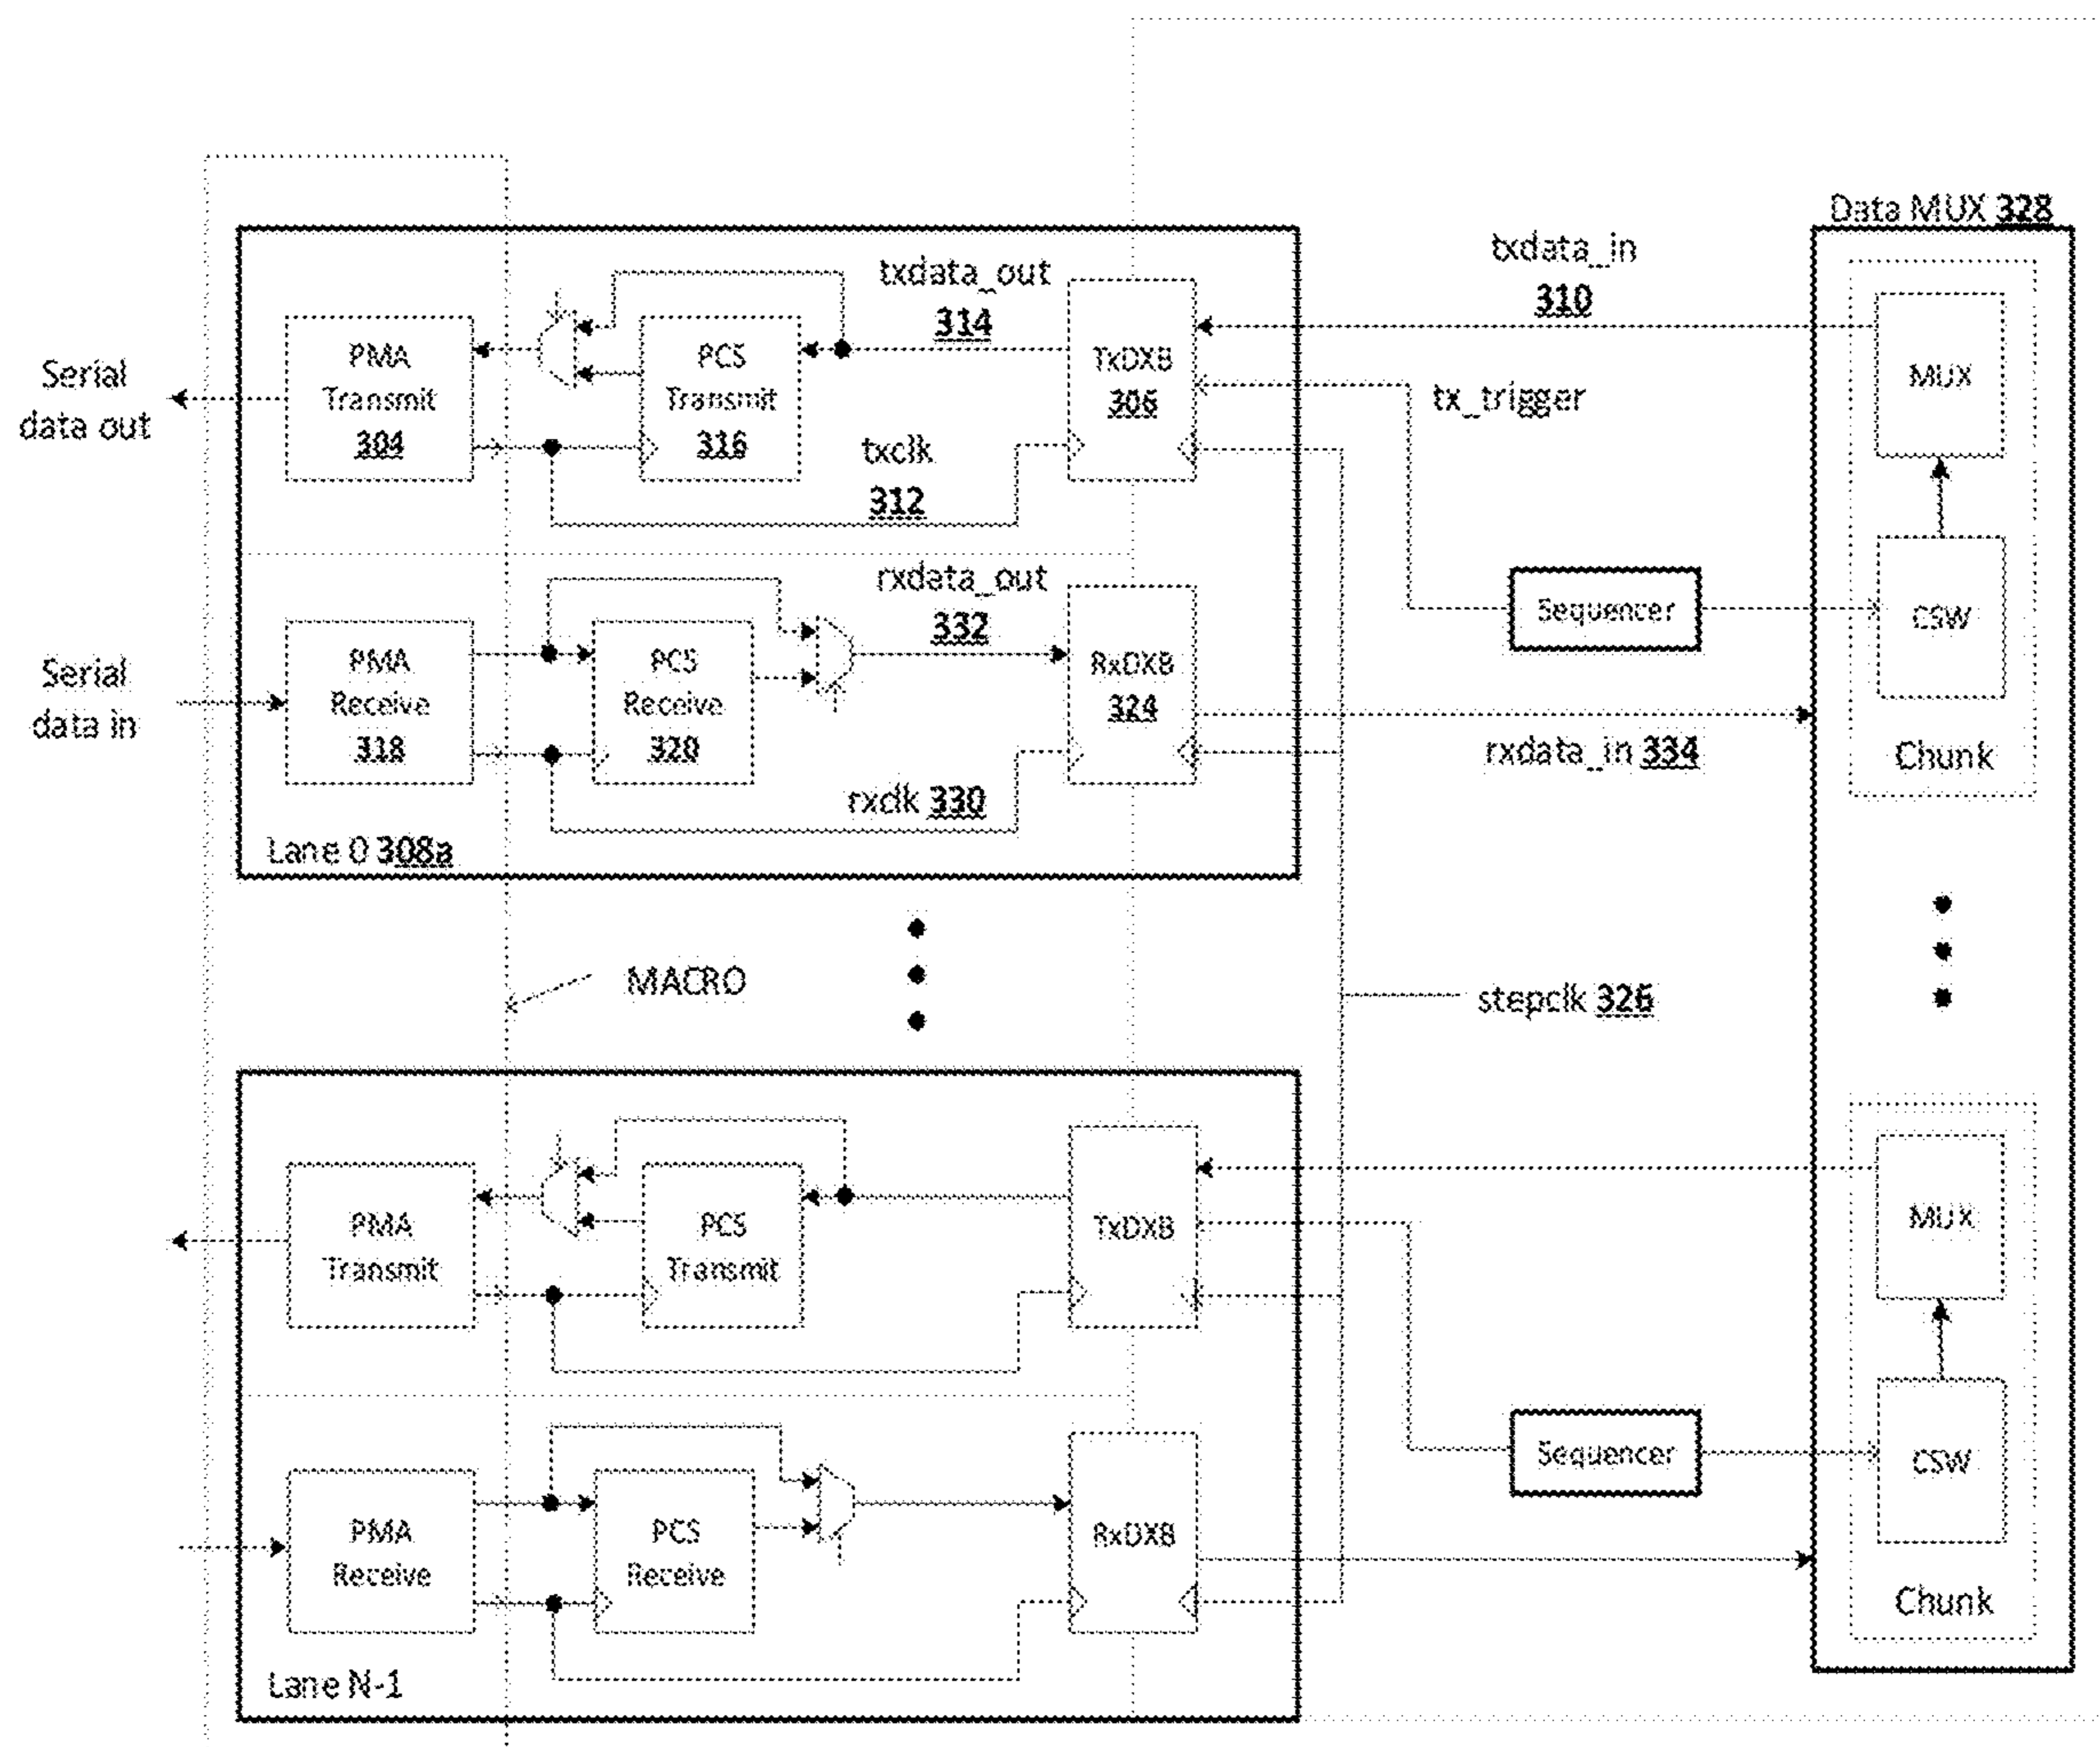 Data MUX 328
txdata_in
310
txdata_out
314
Serial
data out
PMA
Transmit
304
PCS
Transmit
316
TxDXB
306
MUX
tx_trigger
txclk
312
rxdata_out
332
Sequencer
CSW
Serial
data in
PMA
Receive
318
PCS
Receive
320
RxDXB
324
rxdata_in 334
Chunk
rxclk 330
Lane 0 308a
MACRO
stepclk 326
PMA
Transmit
PCS
Transmit
TxDXB
MUX
Sequencer
CSW
PMA
Receive
PCS
Receive
RxDXB
Chunk
Lane N-1